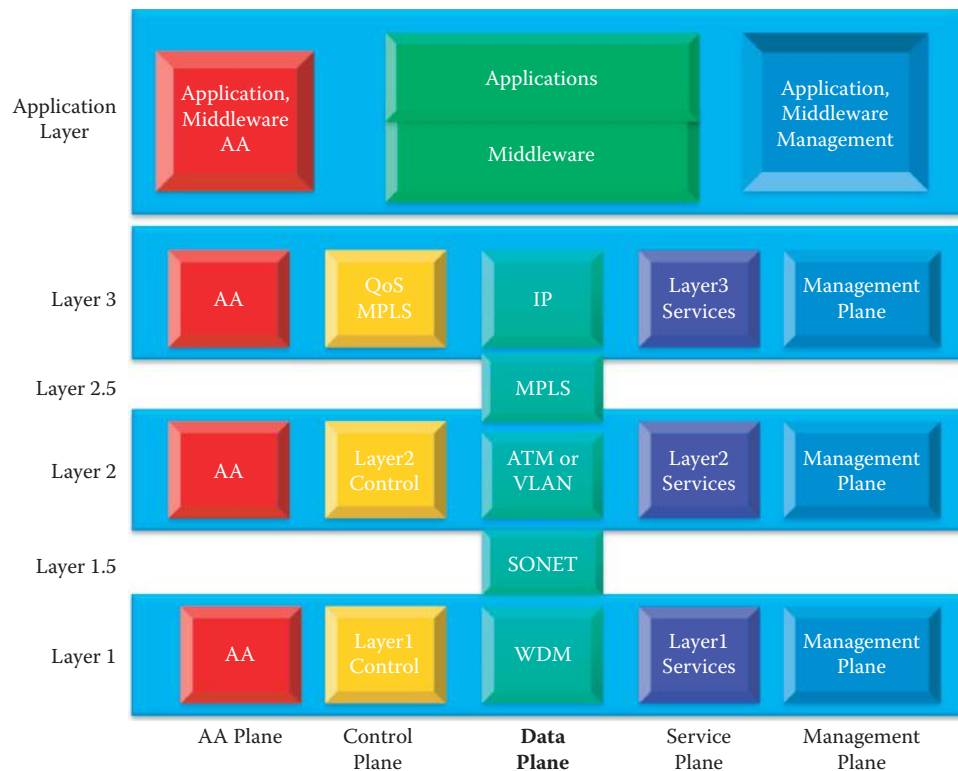 Application
Layer
Application,
Middleware
AA
Applications
Middleware
Application,
Middleware
Management
Layer 3
AA
QoS
MPLS
IP
Layer3
Services
Management
Plane
Layer 2.5
MPLS
Layer 2
AA
Layer2
Control
ATM or
VLAN
Layer2
Services
Management
Plane
Layer 1.5
SONET
Layer 1
AA
Layer1
Control
WDM
Layer1
Services
Management
Plane
AA Plane
Control
Plane
Data
Plane
Service
Plane
Management
Plane